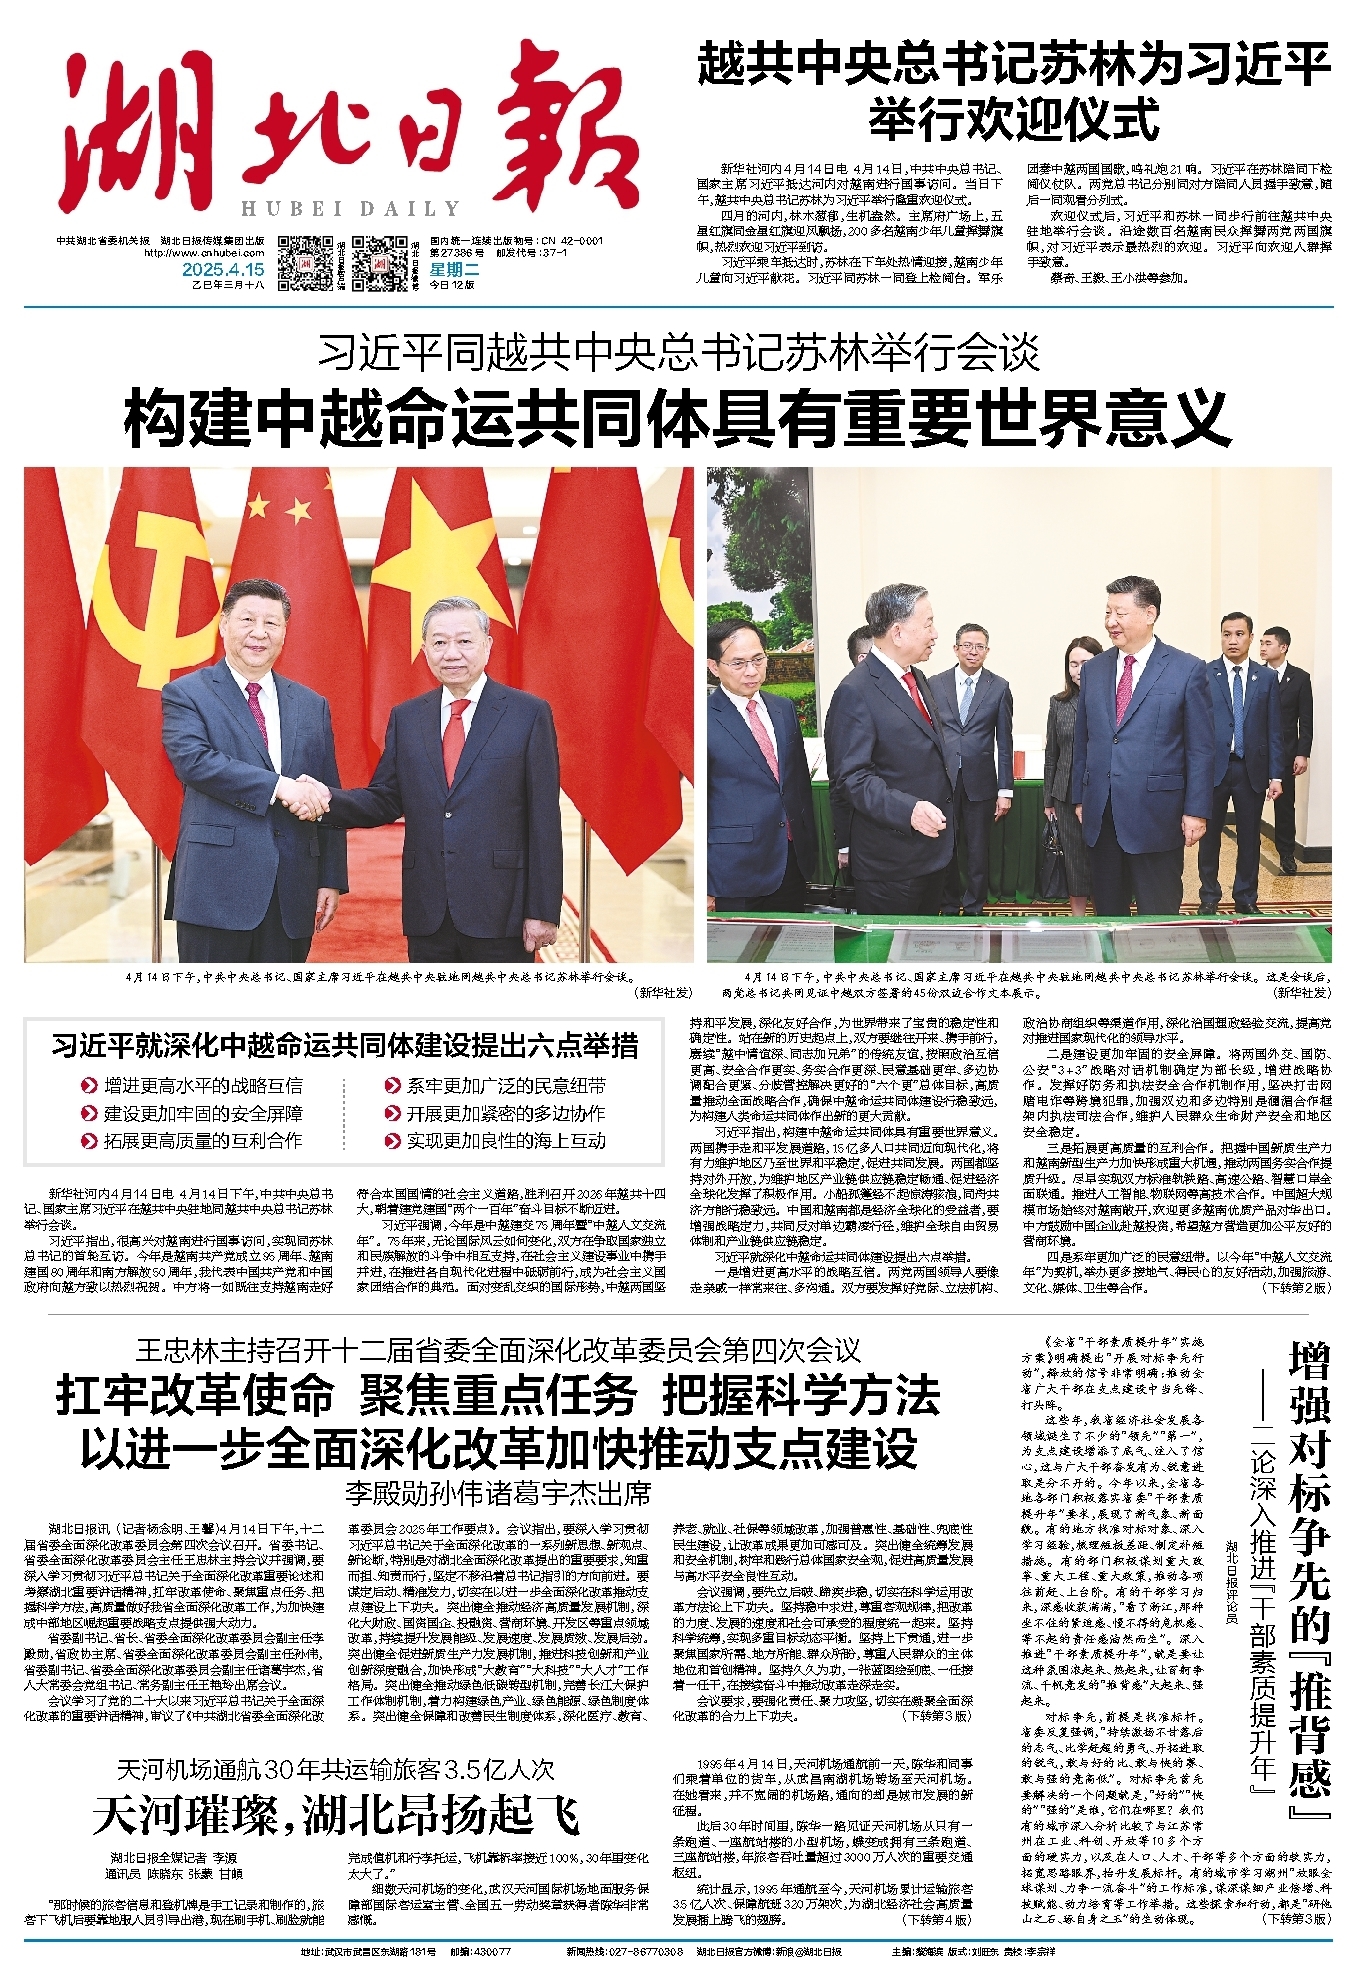 湖北日報
HUBEI DAILY
中共湖北省委机关报 湖北日报传媒集团出版
http://www.cnhubei.com
2025.4.15
乙巳年三月十八
国内统一连续出版物号：CN 42-0001
第27386号 邮发代号：37-1
星期二
今日12版
越共中央总书记苏林为习近平
举行欢迎仪式
新华社河内4月14日电 4月14日，中共中央总书记、
国家主席习近平抵达河内对越南进行国事访问。当日下
午，越共中央总书记苏林为习近平举行隆重欢迎仪式。
四月的河内，林木葱郁，生机盎然。主席府广场上，五
星红旗同金星红旗迎风飘扬，200多名越南少年儿童挥舞旗
帜，热烈欢迎习近平到访。
习近平乘车抵达时，苏林在下车处热情迎接，越南少年
儿童向习近平献花。习近平同苏林一同登上检阅台。军乐
团奏中越两国国歌，鸣礼炮21响。习近平在苏林陪同下检
阅仪仗队。两党总书记分别同对方陪同人员握手致意，随
后一同观看分列式。
欢迎仪式后，习近平和苏林一同步行前往越共中央
驻地举行会谈。沿途数百名越南民众挥舞两党两国旗
帜，对习近平表示最热烈的欢迎。习近平向欢迎人群挥
手致意。
蔡奇、王毅、王小洪等参加。
习近平同越共中央总书记苏林举行会谈
构建中越命运共同体具有重要世界意义
4月14日下午，中共中央总书记、国家主席习近平在越共中央驻地同越共中央总书记苏林举行会谈。
（新华社发）
4月14日下午，中共中央总书记、国家主席习近平在越共中央驻地同越共中央总书记苏林举行会谈。这是会谈后，
两党总书记共同见证中越双方签署的45份双边合作文本展示。
（新华社发）
习近平就深化中越命运共同体建设提出六点举措
增进更高水平的战略互信
建设更加牢固的安全屏障
拓展更高质量的互利合作
系牢更加广泛的民意纽带
开展更加紧密的多边协作
实现更加良性的海上互动
新华社河内4月14日电 4月14日下午，中共中央总书
记、国家主席习近平在越共中央驻地同越共中央总书记苏林
举行会谈。
习近平指出，很高兴对越南进行国事访问，实现同苏林
总书记的首轮互访。今年是越南共产党成立95周年、越南
建国80周年和南方解放50周年，我代表中国共产党和中国
政府向越方致以热烈祝贺。中方将一如既往支持越南走好
符合本国国情的社会主义道路，胜利召开2026年越共十四
大，朝着建党建国“两个一百年”奋斗目标不断迈进。
习近平强调，今年是中越建交75周年暨“中越人文交流
年”。75年来，无论国际风云如何变化，双方在争取国家独立
和民族解放的斗争中相互支持，在社会主义建设事业中携手
并进，在推进各自现代化进程中砥砺前行，成为社会主义国
家团结合作的典范。面对变乱交织的国际形势，中越两国坚
持和平发展，深化友好合作，为世界带来了宝贵的稳定性和
确定性。站在新的历史起点上，双方要继往开来、携手前行，
赓续“越中情谊深、同志加兄弟”的传统友谊，按照政治互信
更高、安全合作更实、务实合作更深、民意基础更牢、多边协
调配合更紧、分歧管控解决更好的“六个更”总体目标，高质
量推动全面战略合作，确保中越命运共同体建设行稳致远，
为构建人类命运共同体作出新的更大贡献。
习近平指出，构建中越命运共同体具有重要世界意义。
两国携手走和平发展道路，15亿多人口共同迈向现代化，将
有力维护地区乃至世界和平稳定，促进共同发展。两国都坚
持对外开放，为维护地区产业链供应链稳定畅通、促进经济
全球化发挥了积极作用。小船孤篷经不起惊涛骇浪，同舟共
济方能行稳致远。中国和越南都是经济全球化的受益者，要
增强战略定力，共同反对单边霸凌行径，维护全球自由贸易
体制和产业链供应链稳定。
习近平就深化中越命运共同体建设提出六点举措。
一是增进更高水平的战略互信。两党两国领导人要像
走亲戚一样常来往、多沟通。双方要发挥好党际、立法机构、
政治协商组织等渠道作用，深化治国理政经验交流，提高党
对推进国家现代化的领导水平。
二是建设更加牢固的安全屏障。将两国外交、国防、
公安“3+3”战略对话机制确定为部长级，增进战略协
作。发挥好防务和执法安全合作机制作用，坚决打击网
赌电诈等跨境犯罪，加强双边和多边特别是湄湄合作框
架内执法司法合作，维护人民群众生命财产安全和地区
安全稳定。
三是拓展更高质量的互利合作。把握中国新质生产力
和越南新型生产力加快形成重大机遇，推动两国务实合作提
质升级。尽早实现双方标准轨铁路、高速公路、智慧口岸全
面联通。推进人工智能、物联网等高技术合作。中国超大规
模市场始终对越南敞开，欢迎更多越南优质产品对华出口。
中方鼓励中国企业赴越投资，希望越方营造更加公平友好的
营商环境。
四是系牢更加广泛的民意纽带。以今年“中越人文交流
年”为契机，举办更多接地气、得民心的友好活动，加强旅游、
文化、媒体、卫生等合作。 （下转第2版）
王忠林主持召开十二届省委全面深化改革委员会第四次会议
扛牢改革使命 聚焦重点任务 把握科学方法
以进一步全面深化改革加快推动支点建设
李殿勋孙伟诸葛宇杰出席
湖北日报讯（记者杨念明、王馨）4月14日下午，十二
届省委全面深化改革委员会第四次会议召开。省委书记、
省委全面深化改革委员会主任王忠林主持会议并强调，要
深入学习贯彻习近平总书记关于全面深化改革重要论述和
考察湖北重要讲话精神，扛牢改革使命、聚焦重点任务、把
握科学方法，高质量做好我省全面深化改革工作，为加快建
成中部地区崛起重要战略支点提供强大动力。
省委副书记、省长、省委全面深化改革委员会副主任李
殿勋，省政协主席、省委全面深化改革委员会副主任孙伟，
省委副书记、省委全面深化改革委员会副主任诸葛宇杰，省
人大常委会党组书记、常务副主任王艳玲出席会议。
会议学习了党的二十大以来习近平总书记关于全面深
化改革的重要讲话精神，审议了《中共湖北省委全面深化改
革委员会2025年工作要点》。会议指出，要深入学习贯彻
习近平总书记关于全面深化改革的一系列新思想、新观点、
新论断，特别是对湖北全面深化改革提出的重要要求，知重
而担、知责而行，坚定不移沿着总书记指引的方向前进。要
谋定后动、精准发力，切实在以进一步全面深化改革推动支
点建设上下功夫。突出健全推动经济高质量发展机制，深
化大财政、国资国企、投融资、营商环境、开发区等重点领域
改革，持续提升发展能级、发展速度、发展质效、发展后劲。
突出健全促进新质生产力发展机制，推进科技创新和产业
创新深度融合，加快形成“大教育”“大科技”“大人才”工作
格局。突出健全推动绿色低碳转型机制，完善长江大保护
工作体制机制，着力构建绿色产业、绿色能源、绿色制度体
系。突出健全保障和改善民生制度体系，深化医疗、教育、
养老、就业、社保等领域改革，加强普惠性、基础性、兜底性
民生建设，让改革成果更加可感可及。突出健全统筹发展
和安全机制，树牢和践行总体国家安全观，促进高质量发展
与高水平安全良性互动。
会议强调，要先立后破、蹄疾步稳，切实在科学运用改
革方法论上下功夫。坚持稳中求进，尊重客观规律，把改革
的力度、发展的速度和社会可承受的程度统一起来。坚持
科学统筹，实现多重目标动态平衡。坚持上下贯通，进一步
聚焦国家所需、地方所能、群众所盼，尊重人民群众的主体
地位和首创精神。坚持久久为功，一张蓝图绘到底、一任接
着一任干，在接续奋斗中推动改革走深走实。
会议要求，要强化责任、聚力攻坚，切实在凝聚全面深
化改革的合力上下功夫。 （下转第3版）
天河机场通航30年共运输旅客3.5亿人次
天河璀璨，湖北昂扬起飞
湖北日报全媒记者 李源
通讯员 陈晓东 张蒙 甘頔
“那时候的旅客信息和登机牌是手工记录和制作的，旅
客下飞机后要靠地服人员引导出港，现在刷手机、刷脸就能
完成值机和行李托运，飞机靠桥率接近100%，30年里变化
太大了。”
细数天河机场的变化，武汉天河国际机场地面服务保
障部国际客运室主管、全国五一劳动奖章获得者陈华非常
感慨。
1995年4月14日，天河机场通航前一天，陈华和同事
们乘着单位的货车，从武昌南湖机场转场至天河机场。
在她看来，并不宽阔的机场路，通向的却是城市发展的新
征程。
此后30年时间里，陈华一路见证天河机场从只有一
条跑道、一座航站楼的小型机场，蝶变成拥有三条跑道、
三座航站楼，年旅客吞吐量超过3000万人次的重要交通
枢纽。
统计显示，1995年通航至今，天河机场累计运输旅客
3.5亿人次、保障航班320万架次，为湖北经济社会高质量
发展插上腾飞的翅膀。 （下转第4版）
增强对标争先的『推背感』
——二论深入推进『干部素质提升年』
湖北日报评论员
《全省“干部素质提升年”实施
方案》明确提出“开展对标争先行
动”，释放的信号非常明确：推动全
省广大干部在支点建设中当先锋、
打头阵。
这些年，我省经济社会发展各
领域诞生了不少的“领先”“第一”，
为支点建设增添了底气、注入了信
心，这与广大干部奋发有为、锐意进
取是分不开的。今年以来，全省各
地各部门积极落实省委“干部素质
提升年”要求，展现了新气象、新面
貌。有的地方找准对标对象、深入
学习经验，梳理短板差距、制定补短
措施。有的部门积极谋划重大改
革、重大工程、重大政策，推动各项
往前赶、上台阶。有的干部学习归
来，深感收获满满，“看了浙江，那种
坐不住的紧迫感、慢不得的危机感、
等不起的责任感油然而生”。深入
推进“干部素质提升年”，就是要让
这种氛围浓起来、热起来，让百舸争
流、千帆竞发的“推背感”大起来、强
起来。
对标争先，前提是找准标杆。
省委反复强调，“持续激扬不甘落后
的志气、比学赶超的勇气、开拓进取
的锐气，敢与好的比、敢与快的赛、
敢与强的竞高低”。对标争先首先
要解决的一个问题就是，“好的”“快
的”“强的”是谁，它们在哪里？我们
有的城市深入分析比较了与江苏常
州在工业、科创、开放等10多个方
面的硬实力，以及在人口、人才、干部等多个方面的软实力，
拓宽思路眼界，抬升发展标杆。有的城市学习湖州“放眼全
球谋划、力争一流奋斗”的工作标准，谋深谋细产业倍增、科
技赋能、动力培育等工作举措。这些探索和行动，都是“研他
山之石、琢自身之玉”的生动体现。 （下转第3版）
地址：武汉市武昌区东湖路181号 邮编：430077 新闻热线：027-86770308 湖北日报官方微博：新浪@湖北日报 主编：黎海滨 版式：刘旺东 责校：李宗祥